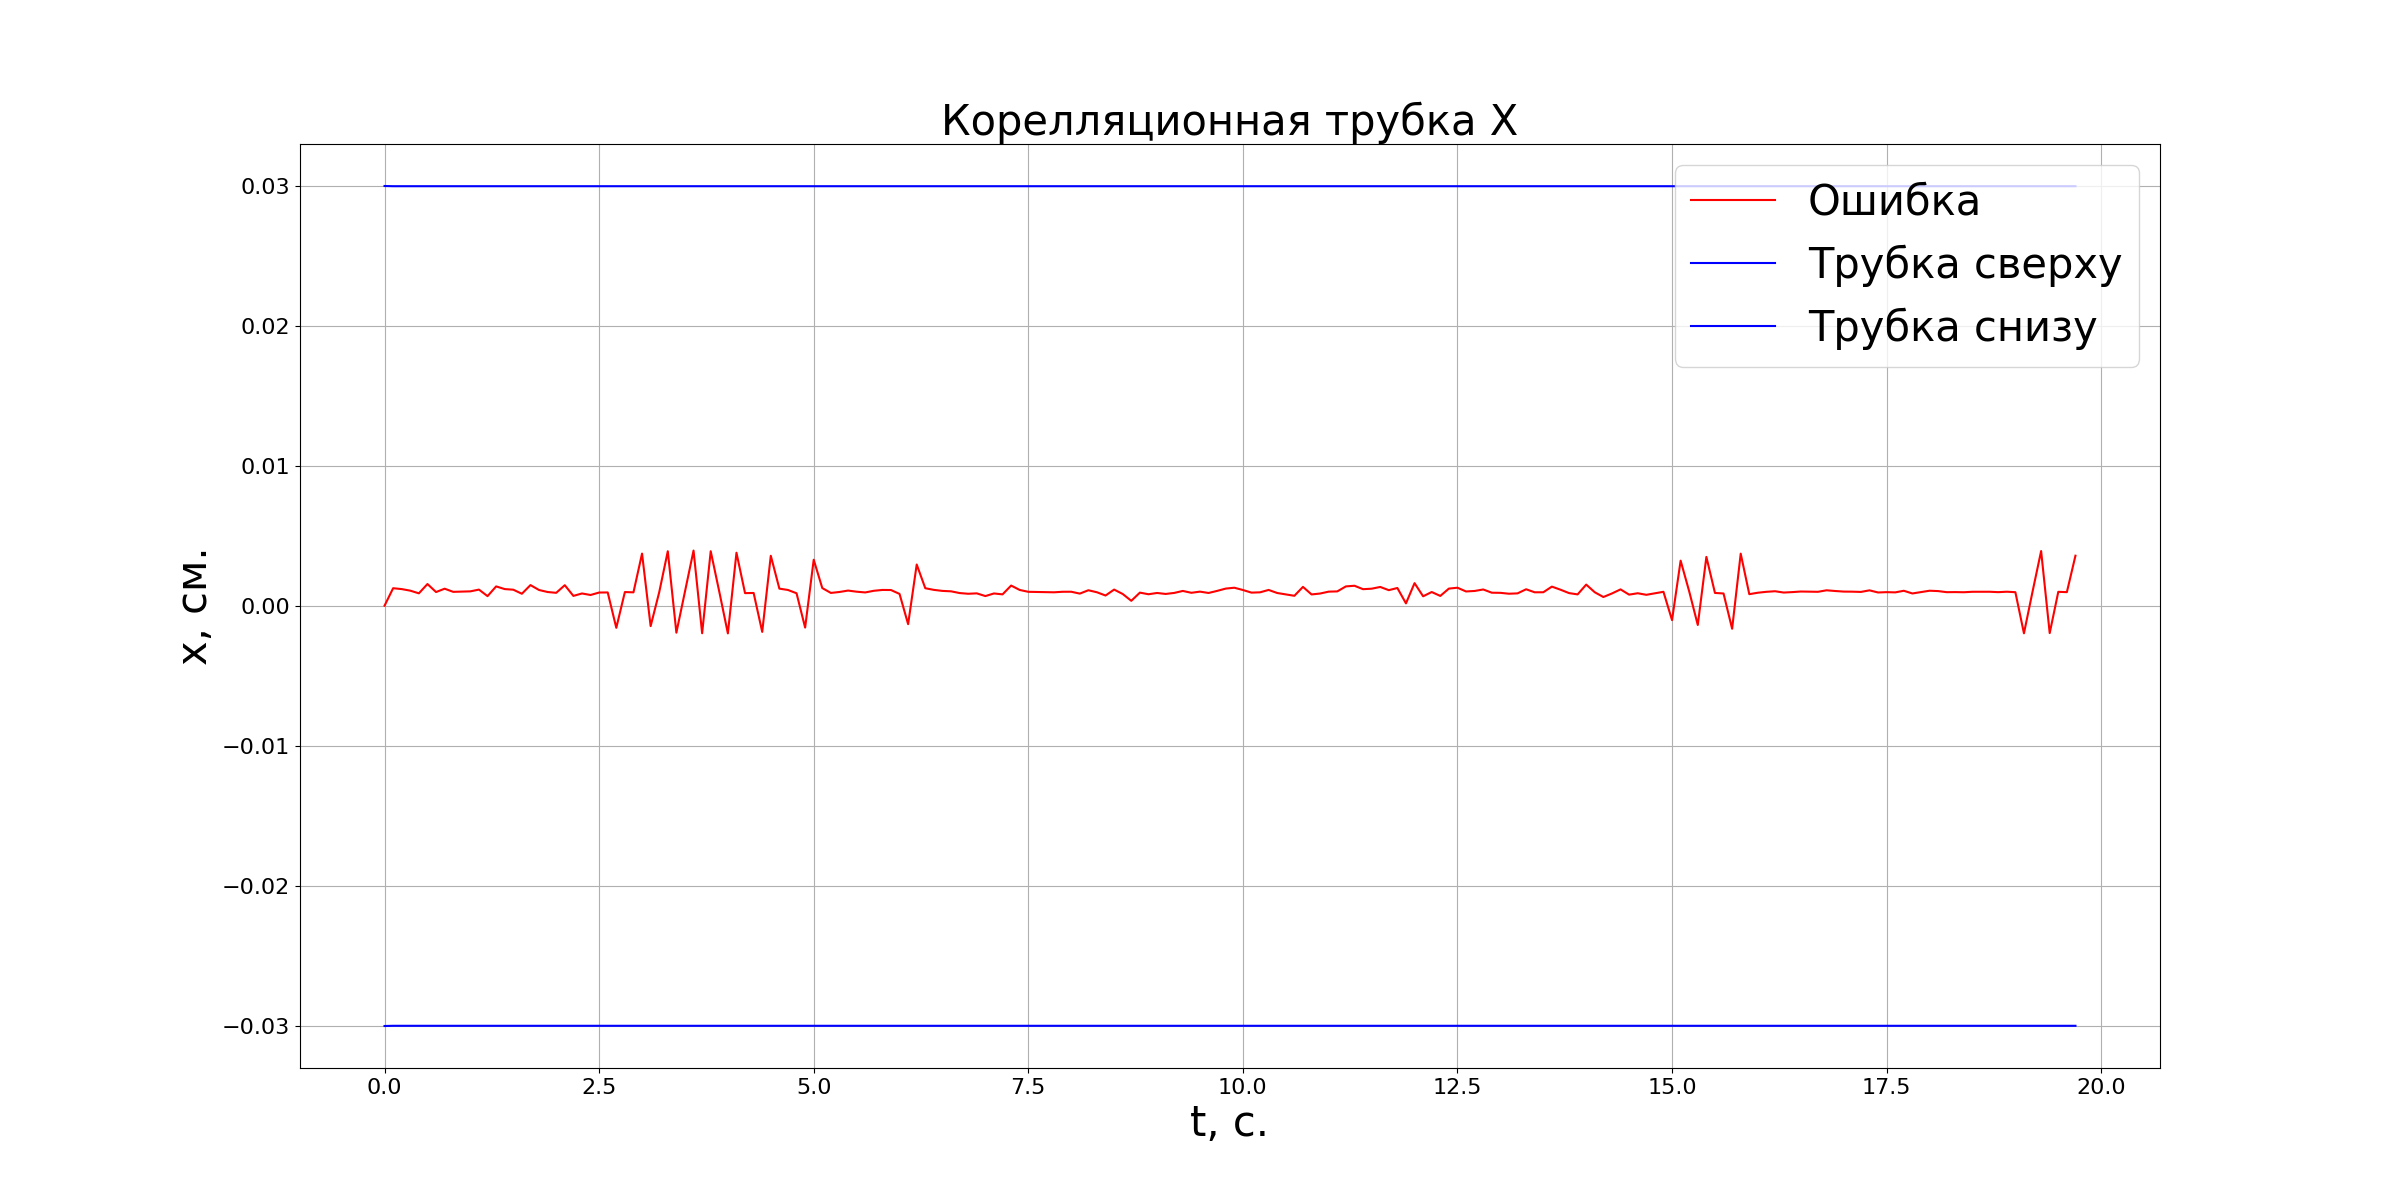 Корелляционная трубка X
0.03
0.02
0.01
0.00
−0.01
−0.02
−0.03
x, см.
Ошибка
Трубка сверху
Трубка снизу
0.0 2.5 5.0 7.5 10.0 12.5 15.0 17.5 20.0
t, с.